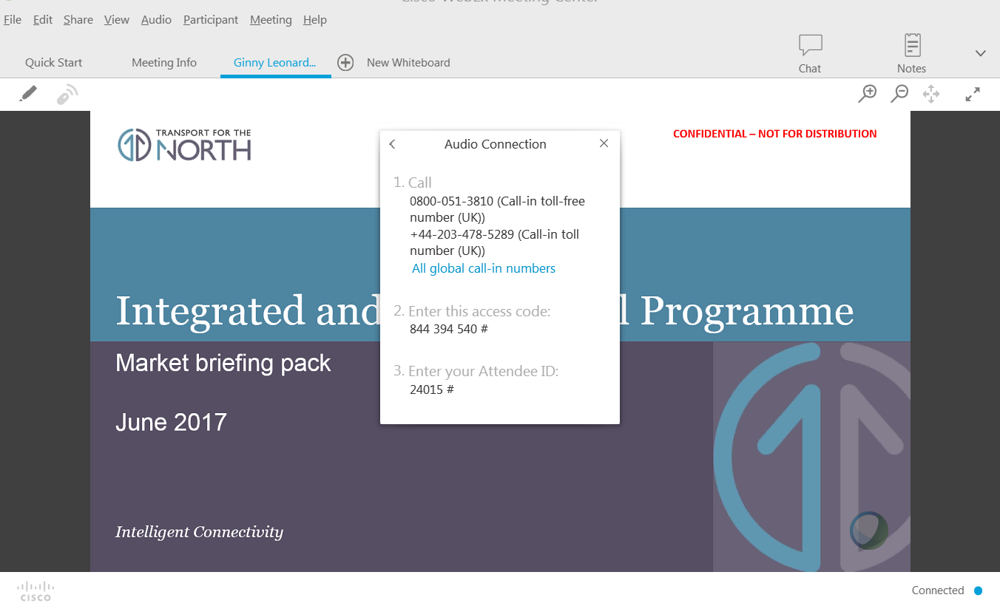 Cisco WebEx Meeting Center
File Edit Share View Audio Participant Meeting Help
Quick Start Meeting Info Ginny Leonard... New Whiteboard
Chat Notes
TRANSPORT FOR THE
NORTH
CONFIDENTIAL – NOT FOR DISTRIBUTION
Audio Connection
1. Call
0800-051-3810 (Call-in toll-free
number (UK))
+44-203-478-5289 (Call-in toll
number (UK))
All global call-in numbers
2. Enter this access code:
844 394 540 #
3. Enter your Attendee ID:
24015 #
Integrated and Programme
Market briefing pack
June 2017
Intelligent Connectivity
CISCO
Connected